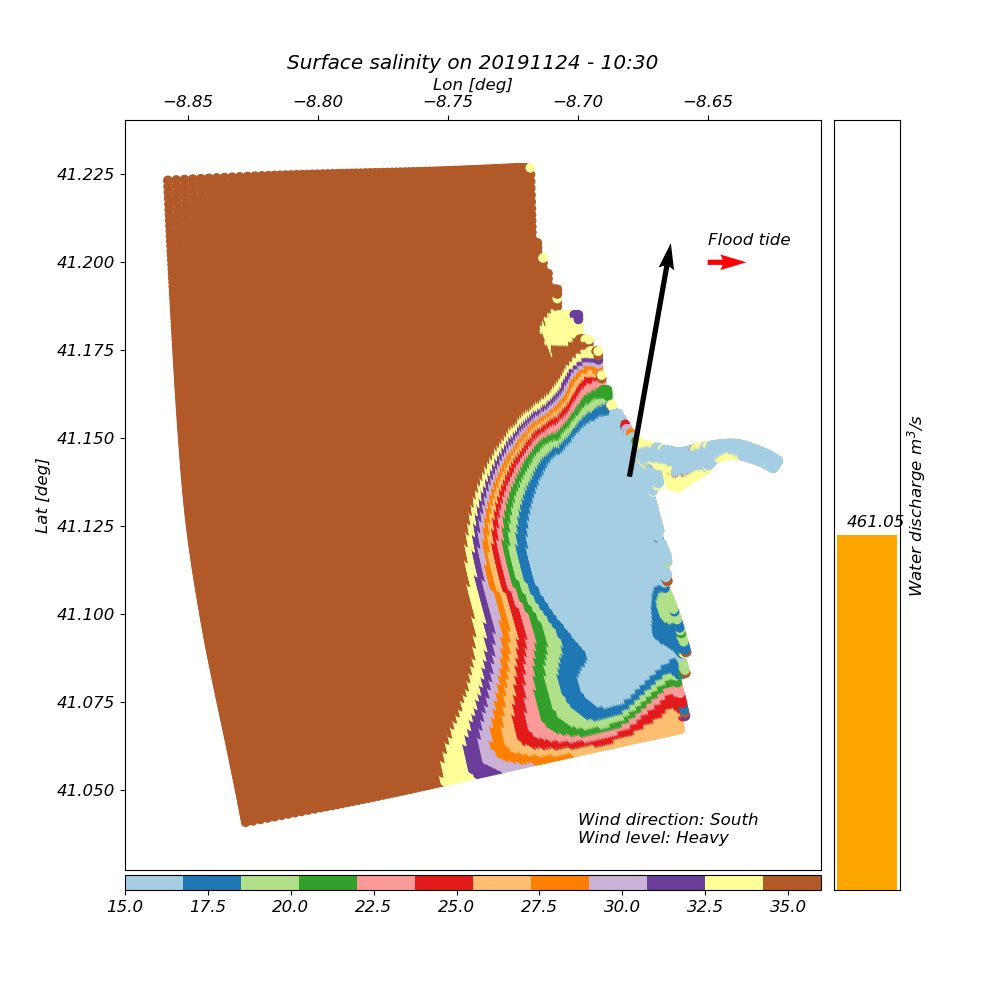 Surface salinity on 20191124 - 10:30
Lon [deg]
−8.85 −8.80 −8.75 −8.70 −8.65
41.225
41.200
41.175
41.150
41.125
41.100
41.075
41.050
Lat [deg]
Flood tide
Wind direction: South
Wind level: Heavy
461.05
Water discharge m³/s
15.0 17.5 20.0 22.5 25.0 27.5 30.0 32.5 35.0